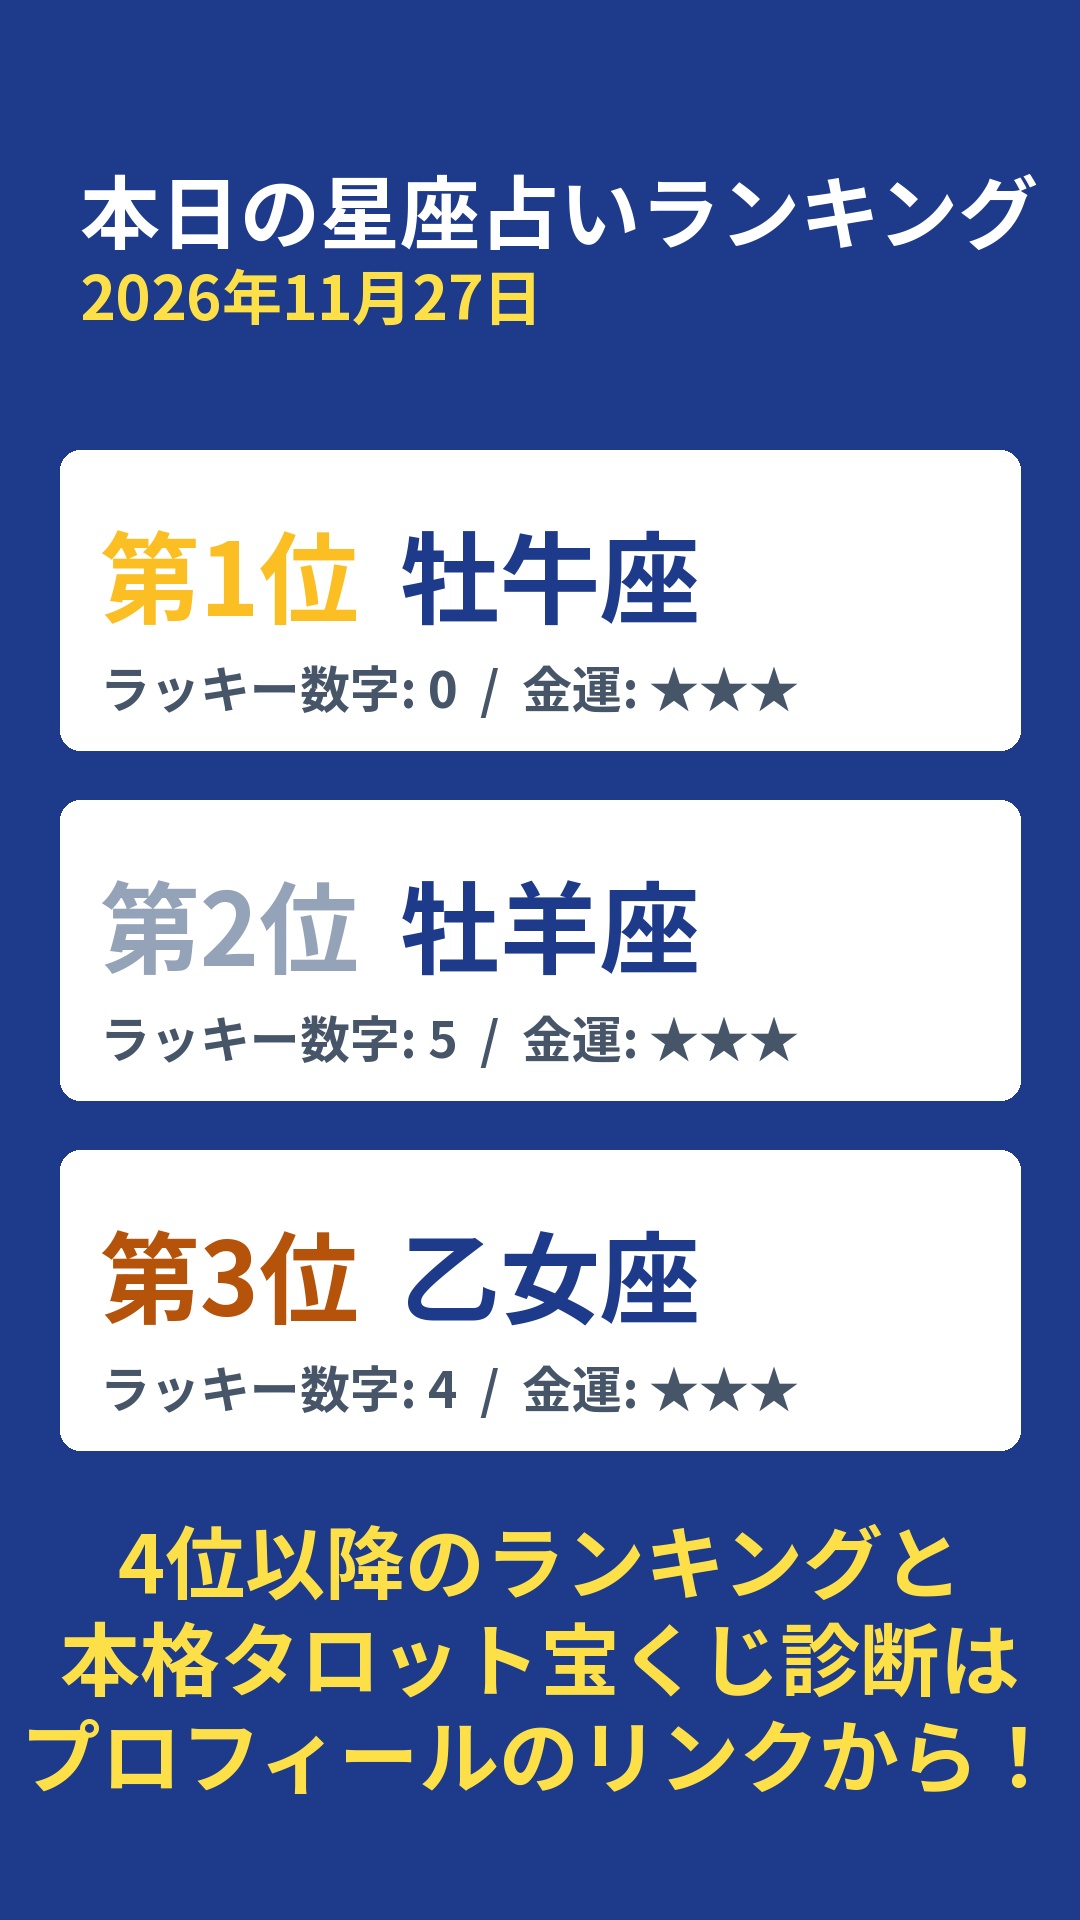 本日の星座占いランキング
2026年11月27日
第1位 牡牛座
ラッキー数字: 0 / 金運: ★★★
第2位 牡羊座
ラッキー数字: 5 / 金運: ★★★
第3位 乙女座
ラッキー数字: 4 / 金運: ★★★
4位以降のランキングと
本格タロット宝くじ診断は
プロフィールのリンクから！